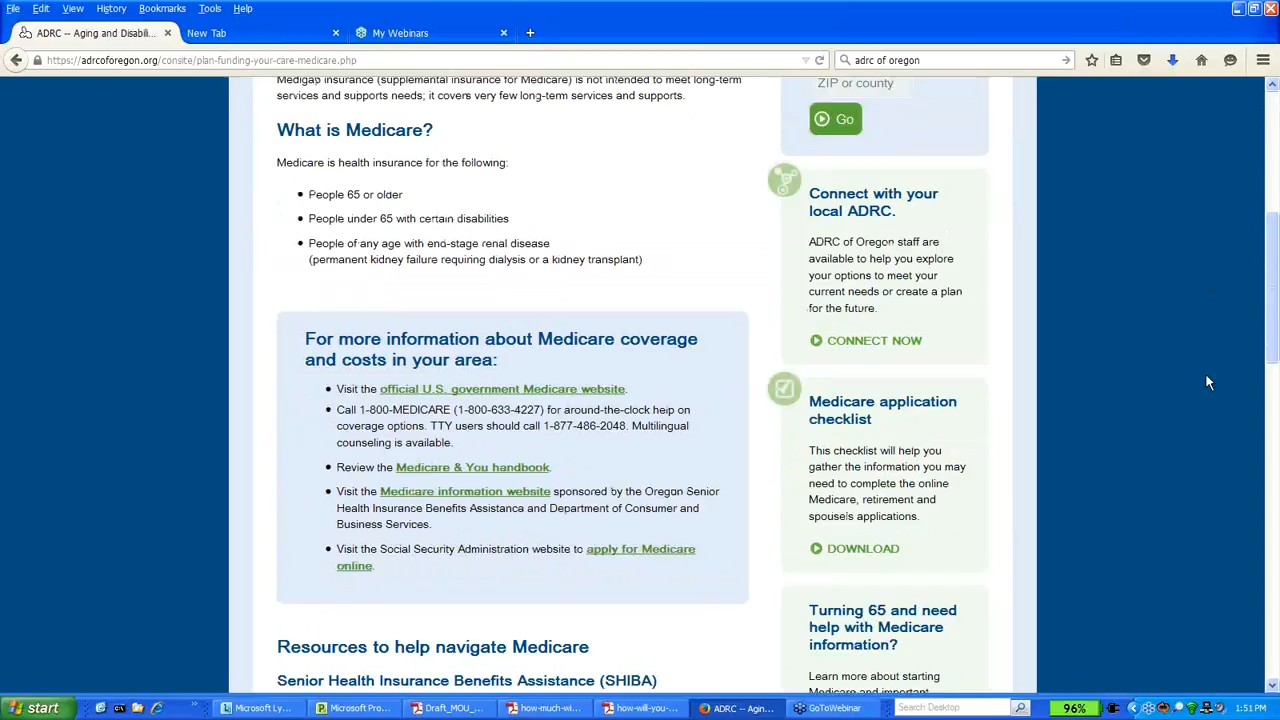 File Edit View History Bookmarks Tools Help
ADRC -- Aging and Disabili... New Tab My Webinars
https://adrcoforegon.org/consite/plan-funding-your-care-medicare.php adrc of oregon
Medigap insurance (supplemental insurance for Medicare) is not intended to meet long-term
services and supports needs; it covers very few long-term services and supports.
What is Medicare?
Medicare is health insurance for the following:
People 65 or older
People under 65 with certain disabilities
People of any age with end-stage renal disease
(permanent kidney failure requiring dialysis or a kidney transplant)
For more information about Medicare coverage
and costs in your area:
Visit the official U.S. government Medicare website.
Call 1-800-MEDICARE (1-800-633-4227) for around-the-clock help on
coverage options. TTY users should call 1-877-486-2048. Multilingual
counseling is available.
Review the Medicare & You handbook.
Visit the Medicare information website sponsored by the Oregon Senior
Health Insurance Benefits Assistance and Department of Consumer and
Business Services.
Visit the Social Security Administration website to apply for Medicare
online.
Resources to help navigate Medicare
Senior Health Insurance Benefits Assistance (SHIBA)
ZIP or county
Go
Connect with your
local ADRC.
ADRC of Oregon staff are
available to help you explore
your options to meet your
current needs or create a plan
for the future.
CONNECT NOW
Medicare application
checklist
This checklist will help you
gather the information you may
need to complete the online
Medicare, retirement and
spouse's applications.
DOWNLOAD
Turning 65 and need
help with Medicare
information?
Learn more about starting
Medicare and important
start Microsoft Ly... Microsoft Pro... Draft_MOU_... how-much-wi... how-will-you-... ADRC -- Agin... GoToWebinar Search Desktop 96% 1:51 PM